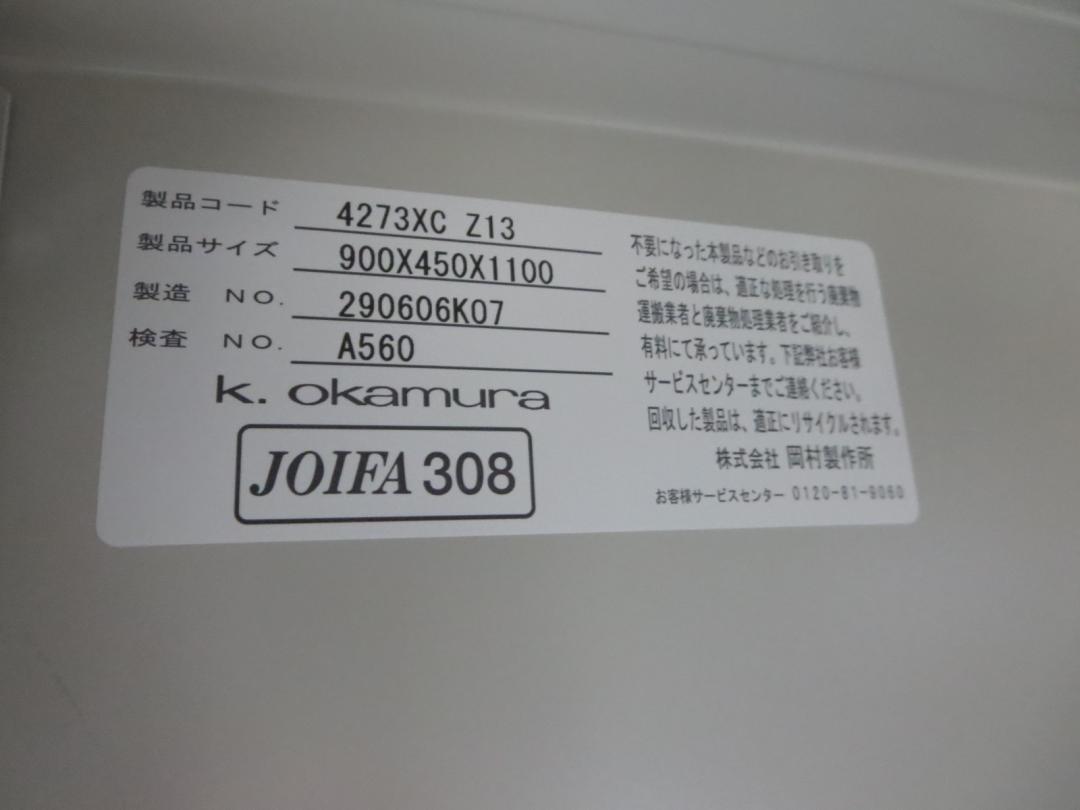 製品コード 4273XC Z13
製品サイズ 900X450X1100
製造 NO. 290606K07
検査 NO. A560
k. okamura
JOIFA 308
不要になった本製品などのお引き取りを
ご希望の場合は、適正な処理を行う廃棄物
運搬業者と廃棄物処理業者をご紹介し、
有料にて承っています。下記弊社お客様
サービスセンターまでご連絡ください。
回収した製品は、適正にリサイクルされます。
株式会社 岡村製作所
お客様サービスセンター 0120-81-9060